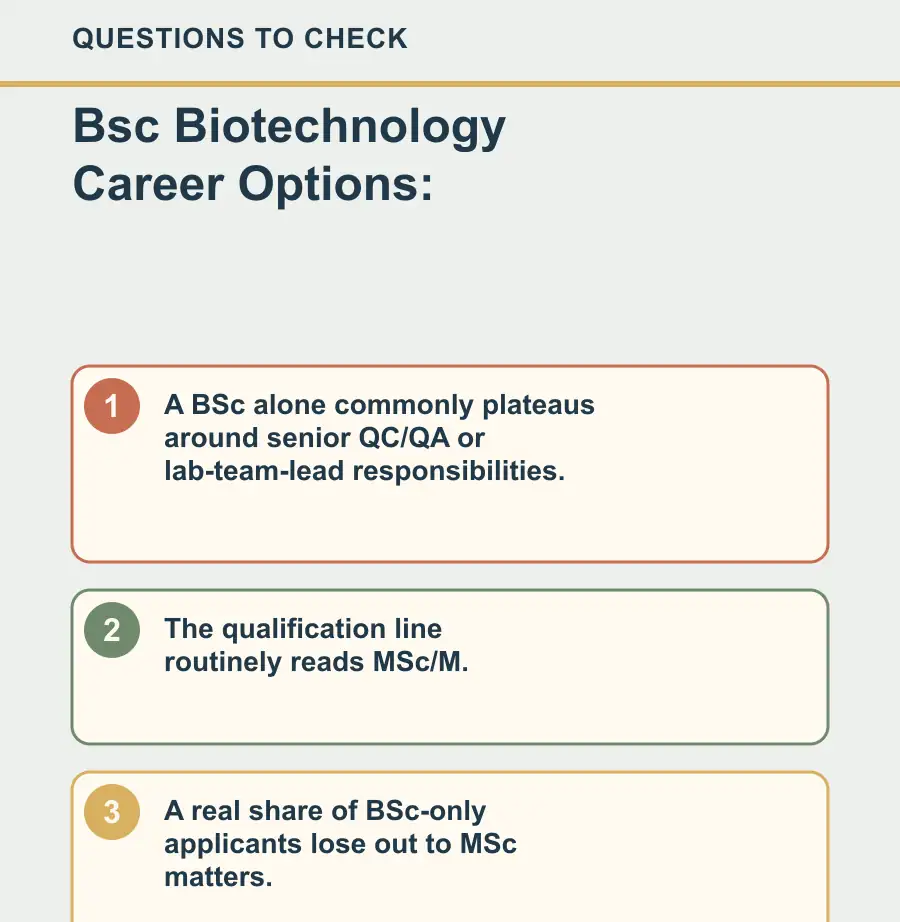 QUESTIONS TO CHECK
Bsc Biotechnology
Career Options:
1
A BSc alone commonly plateaus
around senior QC/QA or
lab-team-lead responsibilities.
2
The qualification line
routinely reads MSc/M.
3
A real share of BSc-only
applicants lose out to MSc
matters.